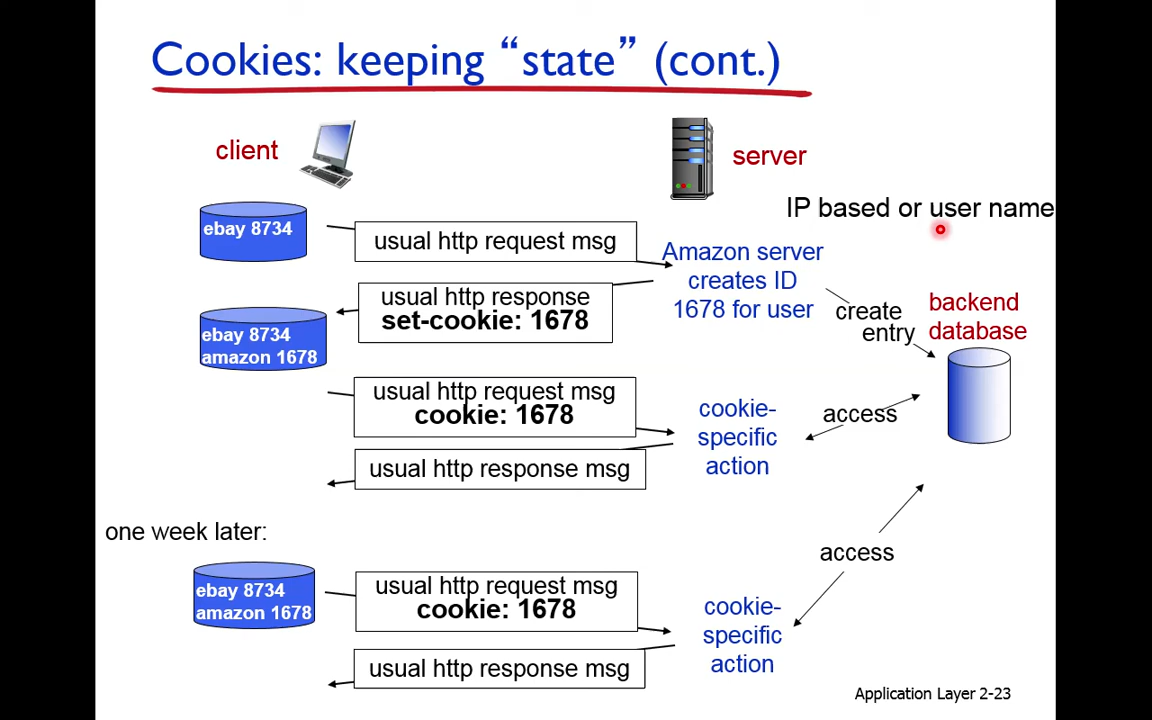 Cookies: keeping “state” (cont.)
client
server
IP based or user name
ebay 8734
usual http request msg
Amazon server
creates ID
1678 for user
usual http response
set-cookie: 1678
create
entry
backend
database
ebay 8734
amazon 1678
usual http request msg
cookie: 1678
cookie-
specific
action
access
usual http response msg
one week later:
ebay 8734
amazon 1678
usual http request msg
cookie: 1678
cookie-
specific
action
access
usual http response msg
Application Layer 2-23